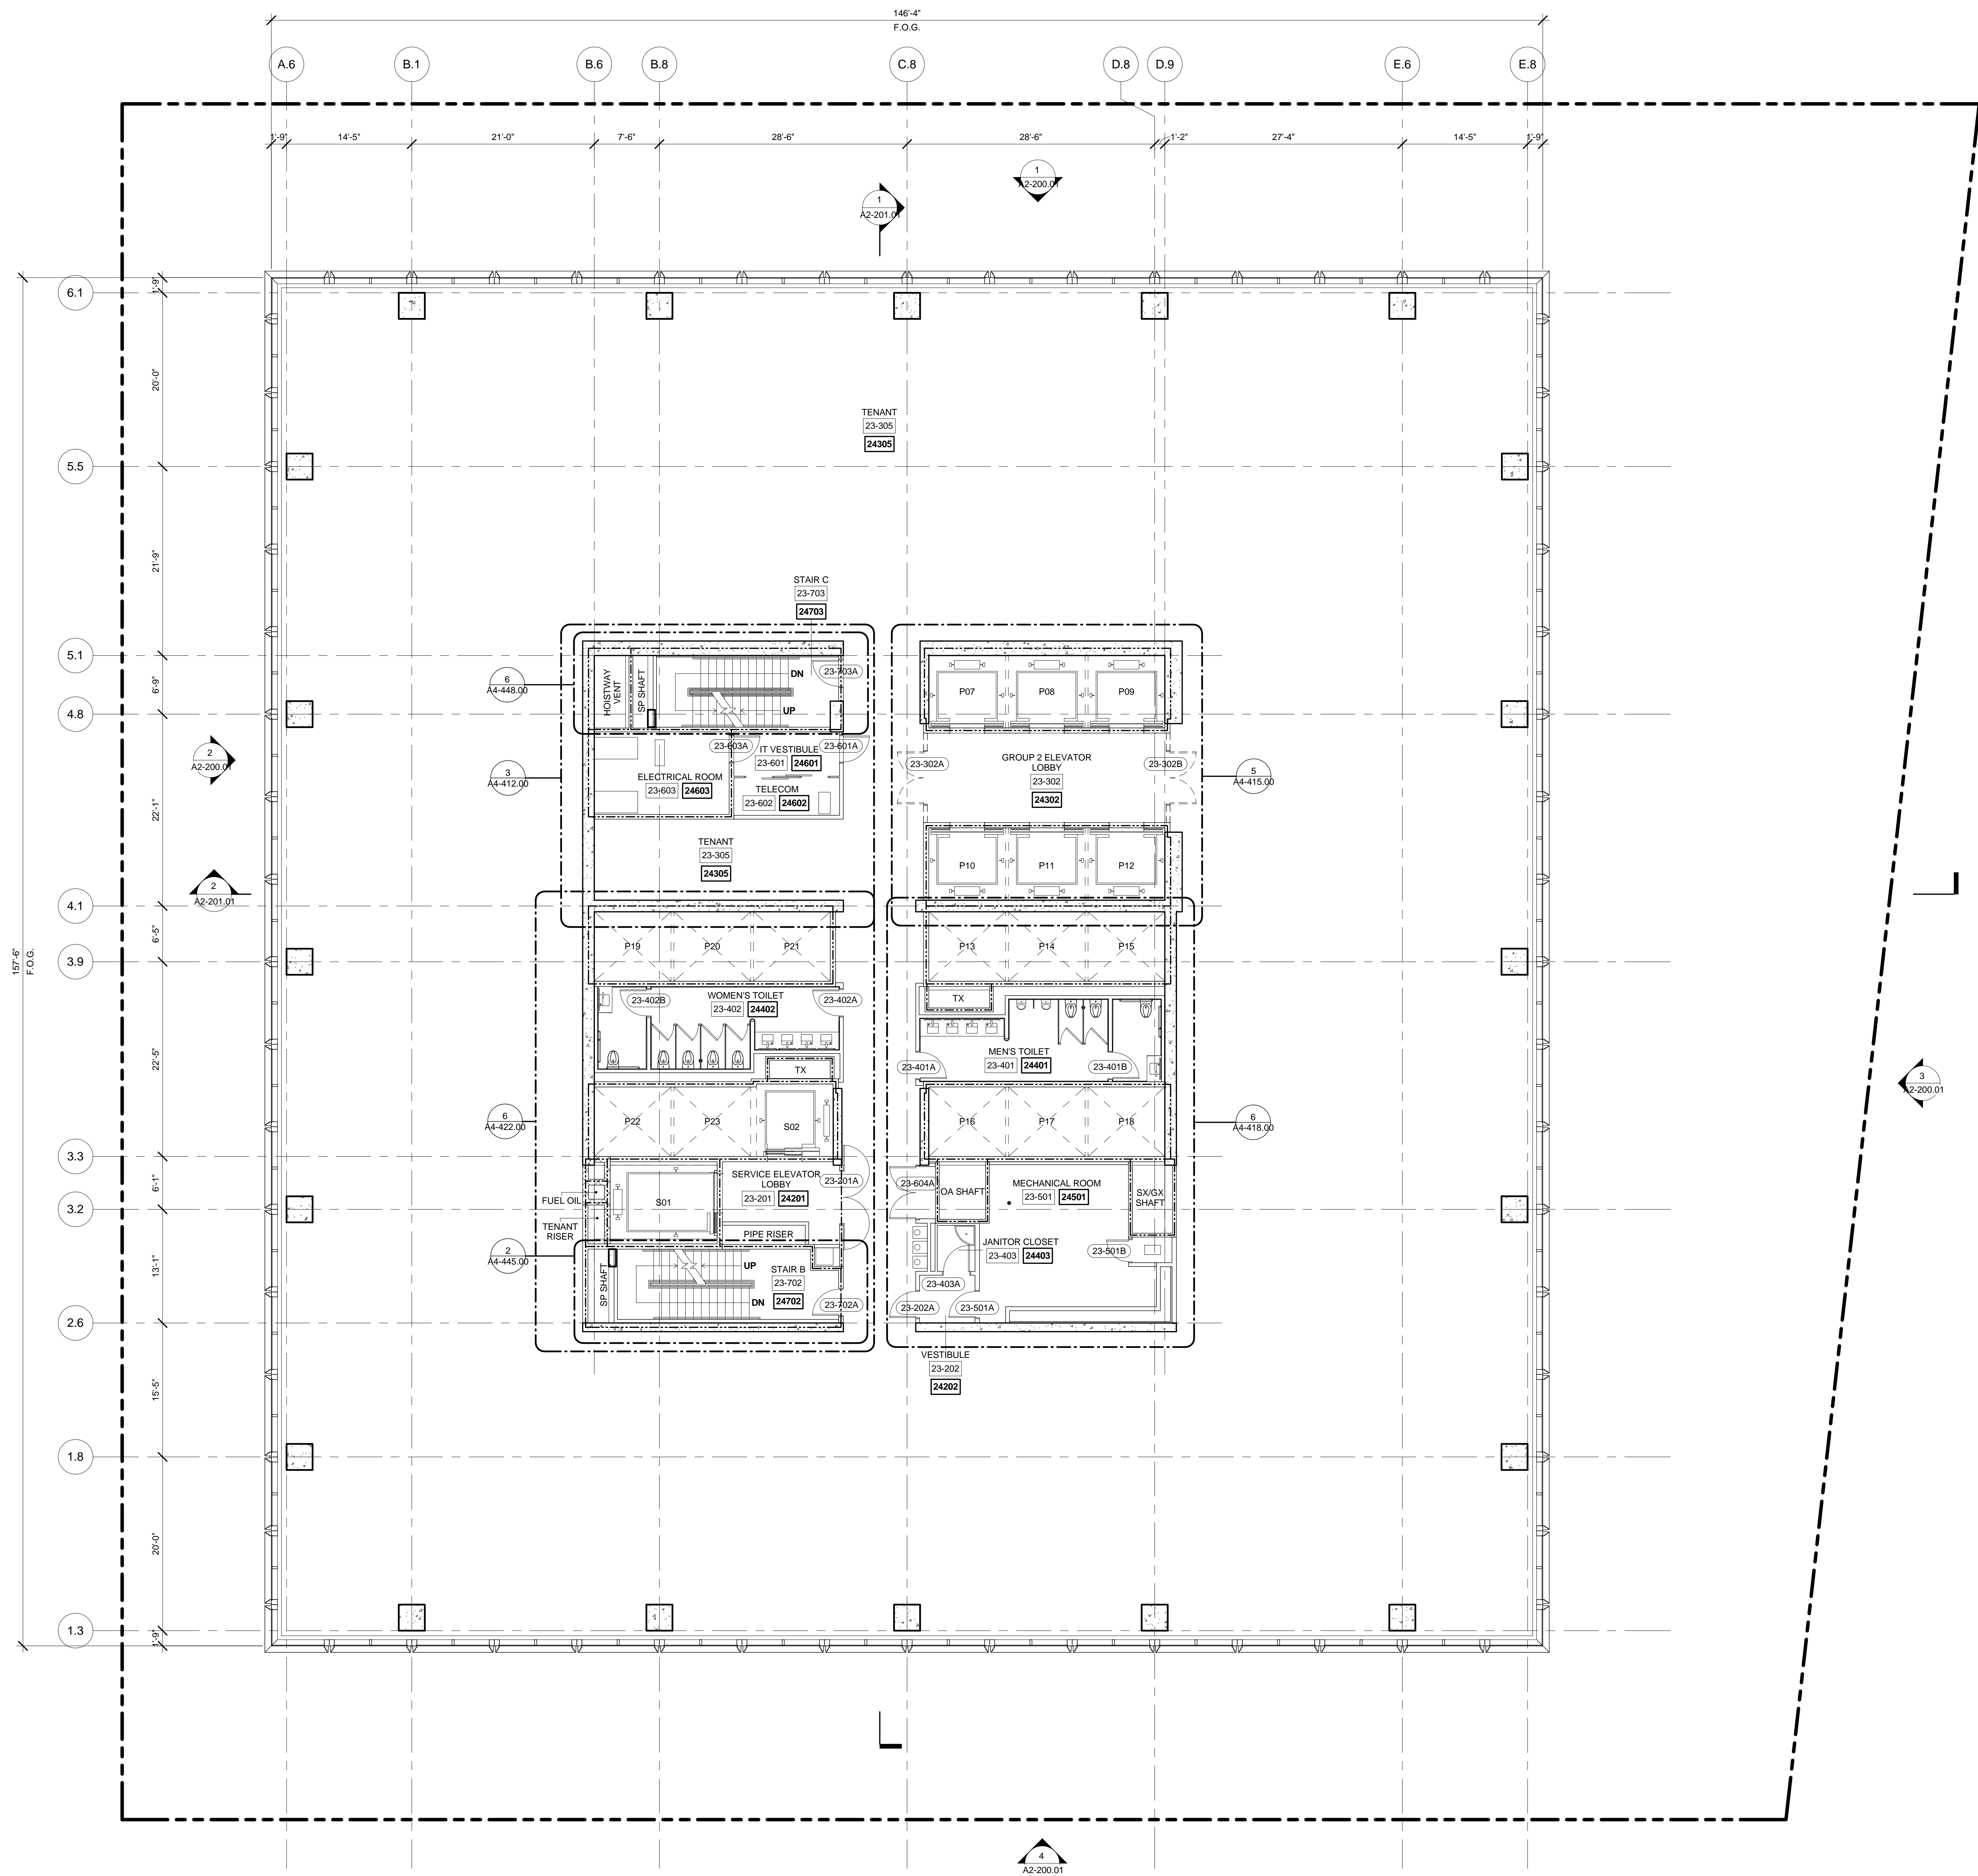 146'-4"
F.O.G.
A.6
B.1
B.6
B.8
C.8
D.8
D.9
E.6
E.8
1'-9"
14'-5"
21'-0"
7'-6"
28'-6"
28'-6"
1'-2"
27'-4"
14'-5"
1'-9"
1
A2-200.01
1
A2-201.01
157'-6"
F.O.G.
6.1
5.5
5.1
4.8
4.1
3.9
3.3
3.2
2.6
1.8
1.3
1'-9"
20'-0"
21'-9"
6'-9"
22'-1"
6'-5"
22'-5"
6'-1"
13'-1"
15'-5"
20'-0"
1'-9"
2
A2-200.01
2
A2-201.01
TENANT
23-305
24305
STAIR C
23-703
24703
6
A4-448.00
HOISTWAY
VENT
SP SHAFT
DN
UP
23-703A
3
A4-412.00
23-603A
23-601A
IT VESTIBULE
23-601 24601
ELECTRICAL ROOM
23-603 24603
TELECOM
23-602 24602
TENANT
23-305
24305
P07
P08
P09
23-302A
GROUP 2 ELEVATOR
LOBBY
23-302
24302
23-302B
5
A4-415.00
P10
P11
P12
P19
P20
P21
23-402B
WOMEN'S TOILET
23-402 24402
23-402A
TX
6
A4-422.00
P22
P23
S02
23-201A
SERVICE ELEVATOR
LOBBY
23-201 24201
FUEL OIL
S01
TENANT
RISER
PIPE RISER
2
A4-445.00
SP SHAFT
UP
DN
STAIR B
23-702
24702
23-702A
P13
P14
P15
TX
23-401A
MEN'S TOILET
23-401 24401
23-401B
P16
P17
P18
6
A4-418.00
23-604A
OA SHAFT
MECHANICAL ROOM
23-501 24501
SX/GX
SHAFT
JANITOR CLOSET
23-403 24403
23-501B
23-403A
23-202A
23-501A
VESTIBULE
23-202
24202
3
A2-200.01
4
A2-200.01